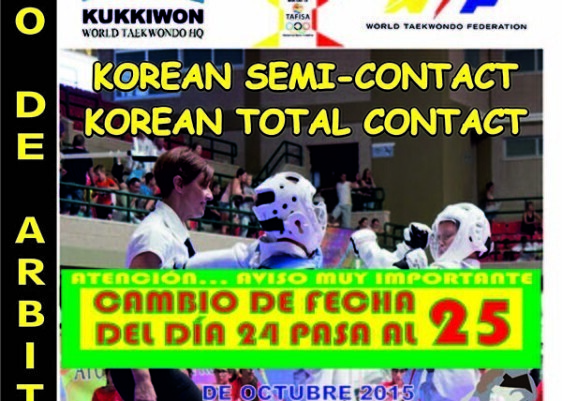 O DE ARBIT
KUKKIWON
WORLD TAEKWONDO HQ
TAFISA
WORLD TAEKWONDO FEDERATION
KOREAN SEMI-CONTACT
KOREAN TOTAL CONTACT
ATENCIÓN... AVISO MUY IMPORTANTE
CAMBIO DE FECHA
DEL DÍA 24 PASA AL 25
DE OCTUBRE 2015